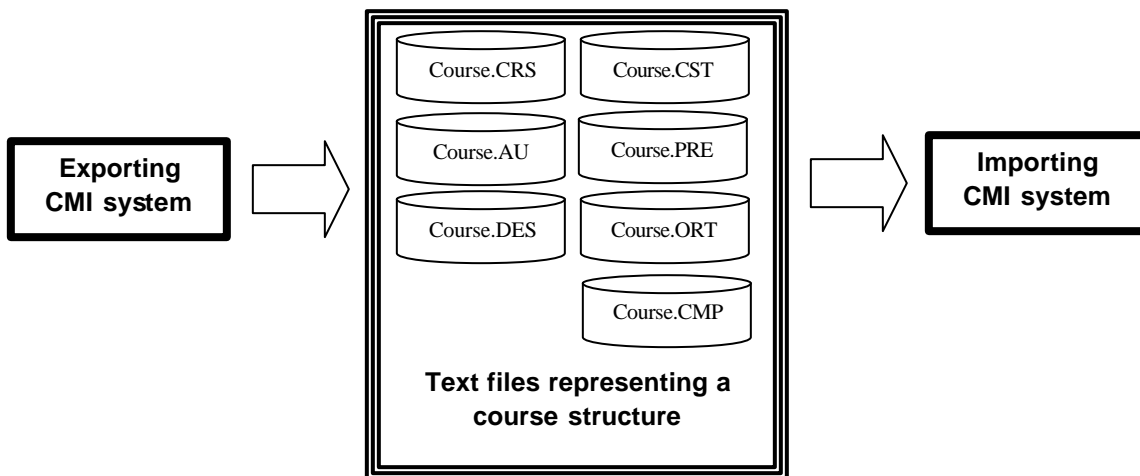 Exporting
CMI system
Course.CRS
Course.CST
Course.AU
Course.PRE
Course.DES
Course.ORT
Course.CMP
Text files representing a
course structure
Importing
CMI system